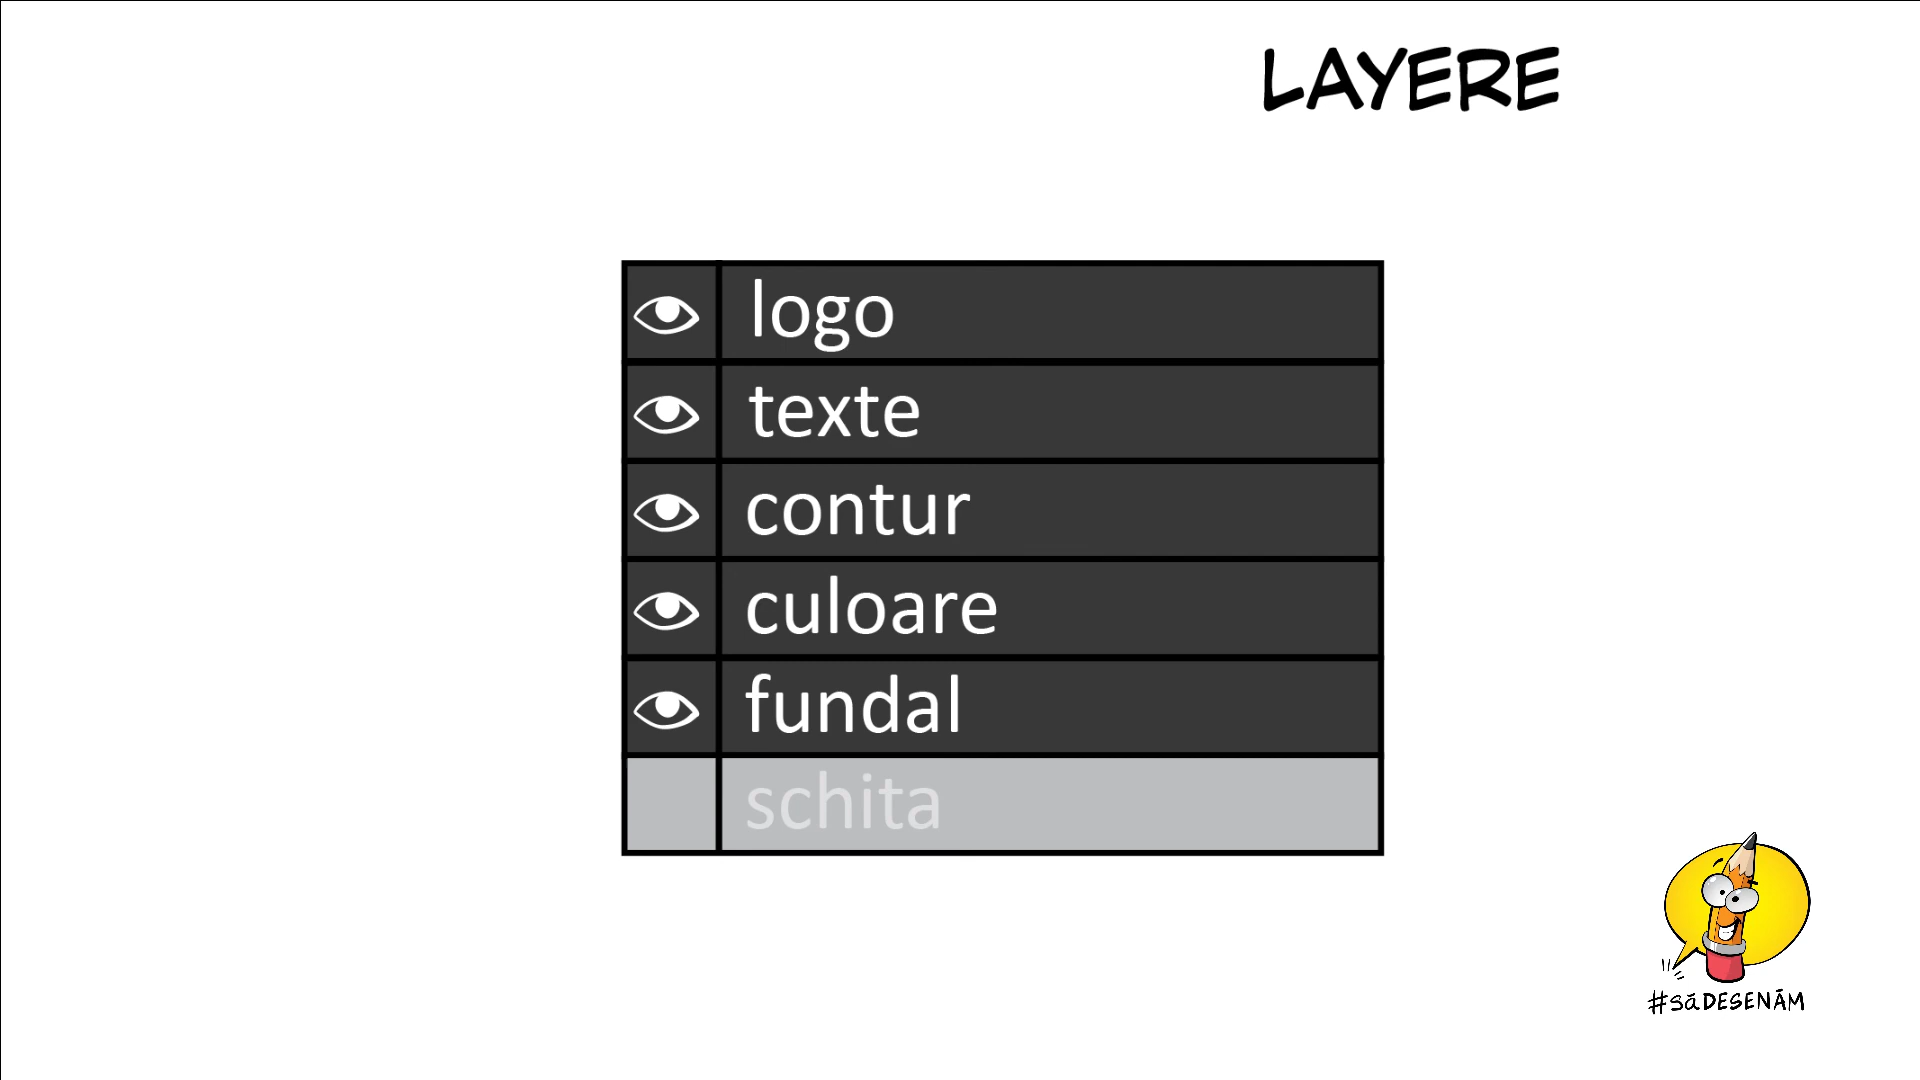 LAYERE
logo
texte
contur
culoare
fundal
schita
#săDESENĂM